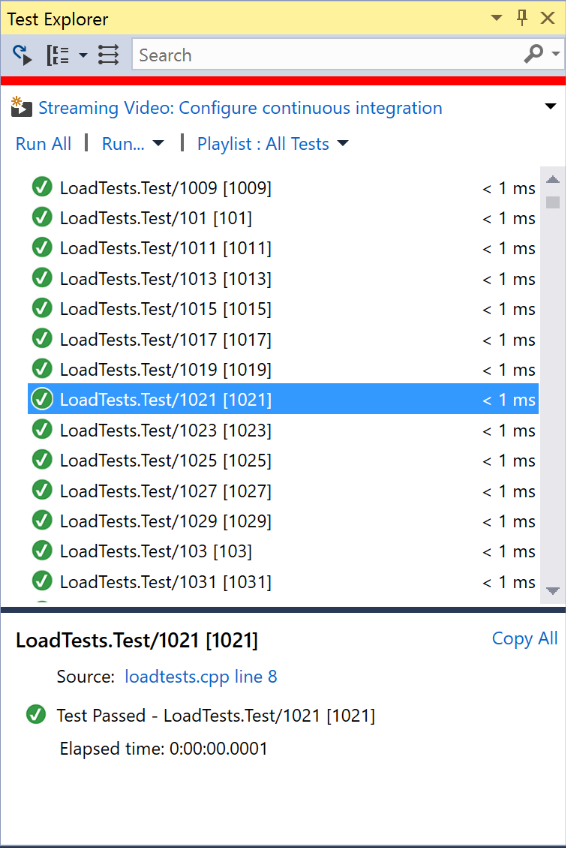 Test Explorer
Search
Streaming Video: Configure continuous integration
Run All | Run... | Playlist : All Tests
LoadTests.Test/1009 [1009] < 1 ms
LoadTests.Test/101 [101] < 1 ms
LoadTests.Test/1011 [1011] < 1 ms
LoadTests.Test/1013 [1013] < 1 ms
LoadTests.Test/1015 [1015] < 1 ms
LoadTests.Test/1017 [1017] < 1 ms
LoadTests.Test/1019 [1019] < 1 ms
LoadTests.Test/1021 [1021] < 1 ms
LoadTests.Test/1023 [1023] < 1 ms
LoadTests.Test/1025 [1025] < 1 ms
LoadTests.Test/1027 [1027] < 1 ms
LoadTests.Test/1029 [1029] < 1 ms
LoadTests.Test/103 [103] < 1 ms
LoadTests.Test/1031 [1031] < 1 ms
LoadTests.Test/1021 [1021] Copy All
Source: loadtests.cpp line 8
Test Passed - LoadTests.Test/1021 [1021]
Elapsed time: 0:00:00.0001